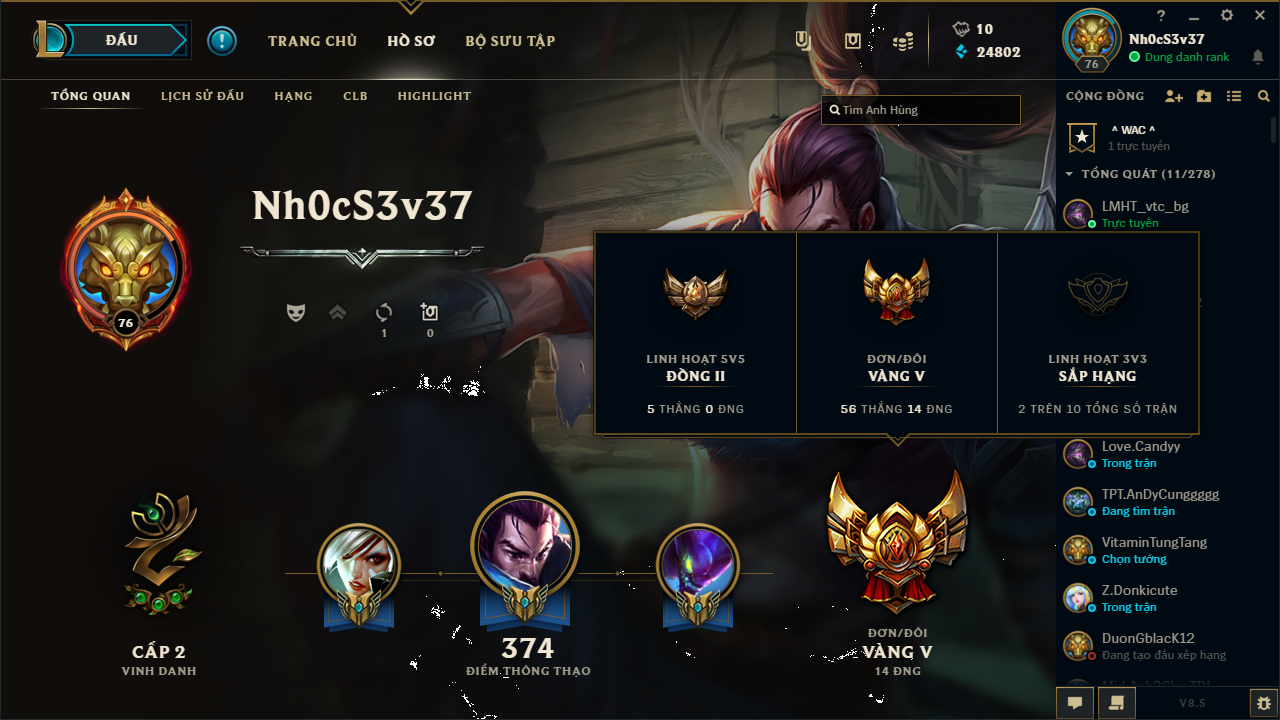 ĐẤU
TRANG CHỦ
HỒ SƠ
BỘ SƯU TẬP
10
24802
?
Nh0cS3v37
Dung danh rank
76
TỔNG QUAN
LỊCH SỬ ĐẤU
HẠNG
CLB
HIGHLIGHT
Tìm Anh Hùng
CỘNG ĐỒNG
^ WAC ^
1 trực tuyến
TỔNG QUÁT (11/278)
LMHT_vtc_bg
Trực tuyến
Nh0cS3v37
76
1
0
LINH HOẠT 5V5
ĐỒNG II
5 THẮNG 0 ĐNG
ĐƠN/ĐÔI
VÀNG V
56 THẮNG 14 ĐNG
LINH HOẠT 3V3
SẮP HẠNG
2 TRÊN 10 TỔNG SỐ TRẬN
Love.Candyy
Trong trận
TPT.AnDyCunggggg
Đang tìm trận
VitaminTungTang
Chọn tướng
Z.Donkicute
Trong trận
DuonGblacK12
Đang tạo đấu xếp hạng
CẤP 2
VINH DANH
374
ĐIỂM THÔNG THẠO
ĐƠN/ĐÔI
VÀNG V
14 ĐNG
V8.5